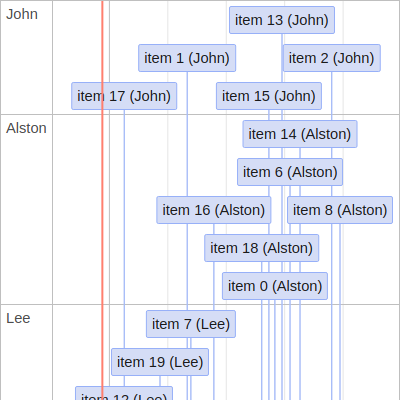 John
item 13 (John)
item 1 (John)
item 2 (John)
item 17 (John)
item 15 (John)
Alston
item 14 (Alston)
item 6 (Alston)
item 16 (Alston)
item 8 (Alston)
item 18 (Alston)
item 0 (Alston)
Lee
item 7 (Lee)
item 19 (Lee)
item 12 (Lee)